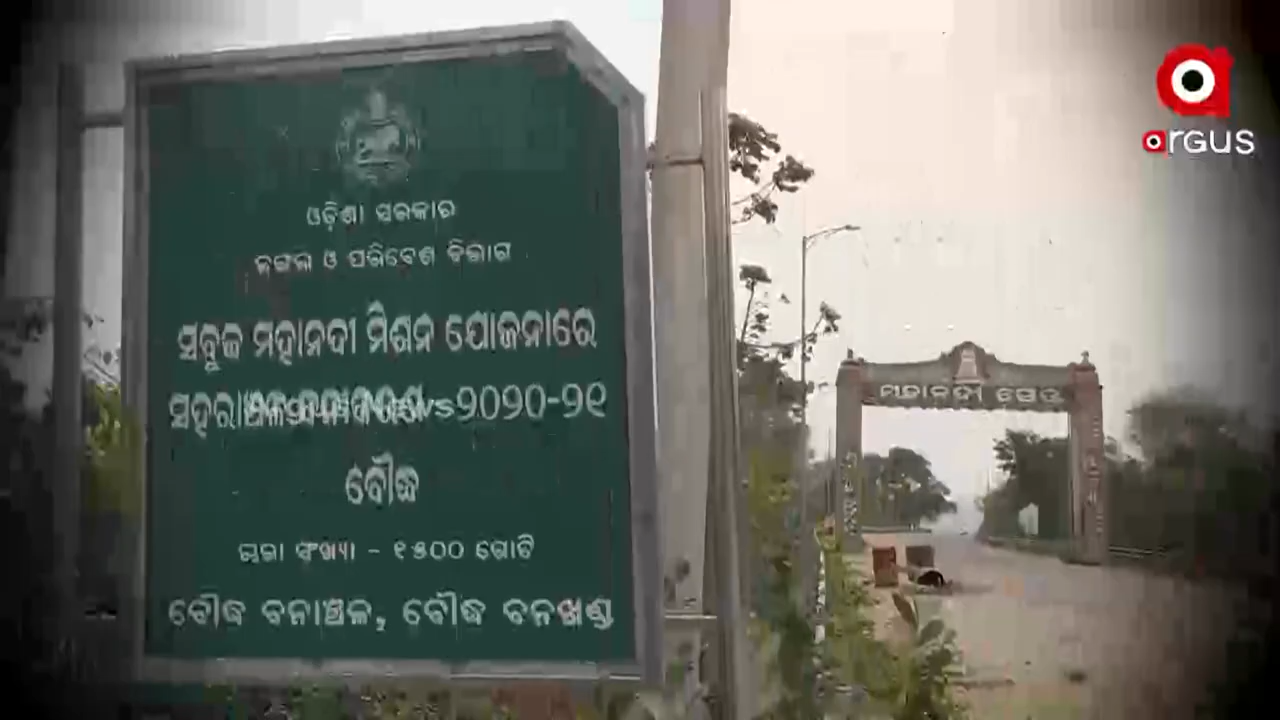 ଓଡ଼ିଶା ସରକାର
ଜଙ୍ଗଲ ଓ ପରିବେଶ ବିଭାଗ
ସବୁଜ ମହାନଦୀ ମିଶନ ଯୋଜନାରେ
୨୦୨୦-୨୧
ବୌଦ୍ଧ
ଚାରା ସଂଖ୍ୟା - ୧୫୦୦ ଗୋଟି
ବୌଦ୍ଧ ବନାଞ୍ଚଳ, ବୌଦ୍ଧ ବନଖଣ୍ଡ
ମହାନଦୀ ସେତୁ
argus